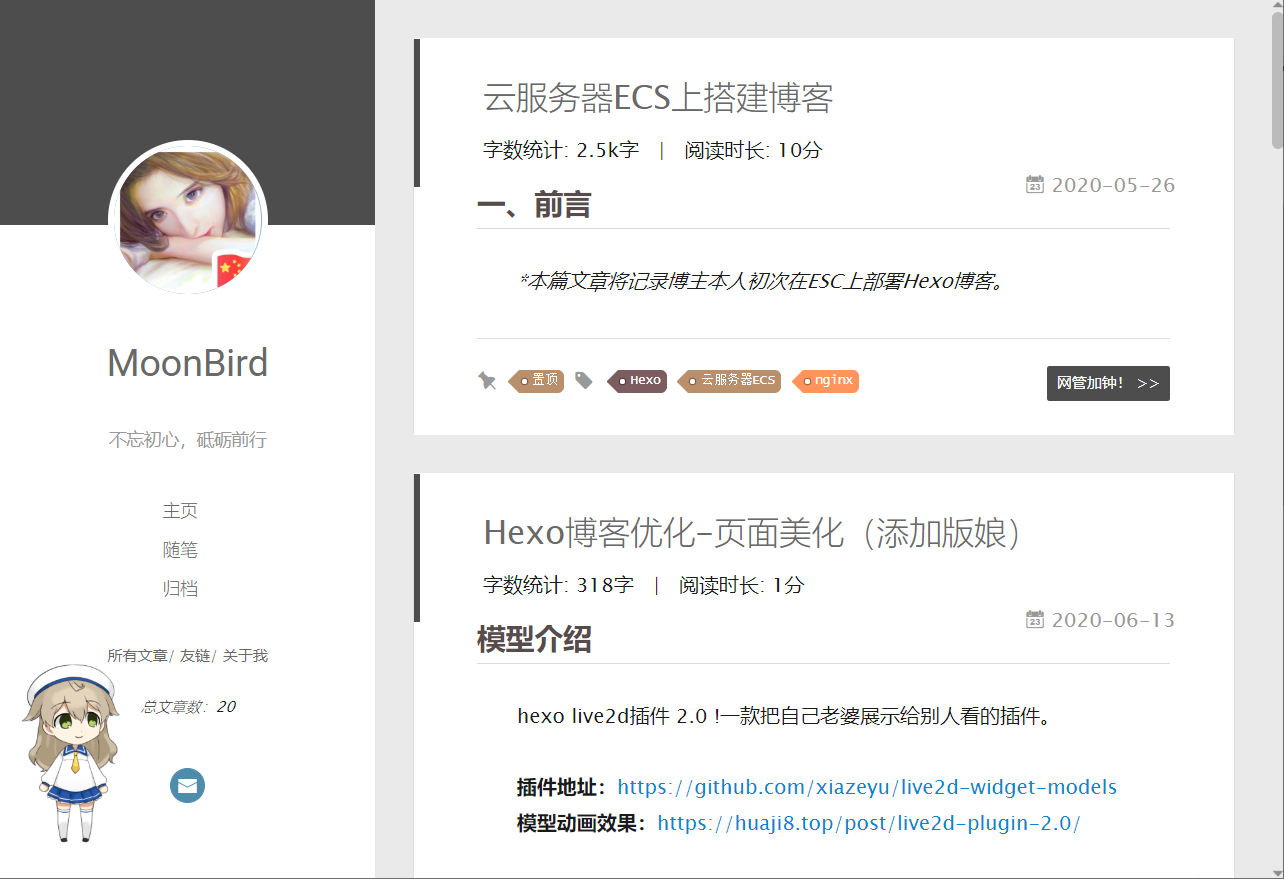 MoonBird
不忘初心，砥砺前行
主页
随笔
归档
所有文章/ 友链/ 关于我
总文章数：20
云服务器ECS上搭建博客
字数统计: 2.5k字 | 阅读时长: 10分
23 2020-05-26
一、前言
*本篇文章将记录博主本人初次在ESC上部署Hexo博客。
置顶 Hexo 云服务器ECS nginx 网管加钟! >>
Hexo博客优化-页面美化（添加版娘）
字数统计: 318字 | 阅读时长: 1分
23 2020-06-13
模型介绍
hexo live2d插件 2.0 !一款把自己老婆展示给别人看的插件。
插件地址：https://github.com/xiazeyu/live2d-widget-models
模型动画效果：https://huaji8.top/post/live2d-plugin-2.0/